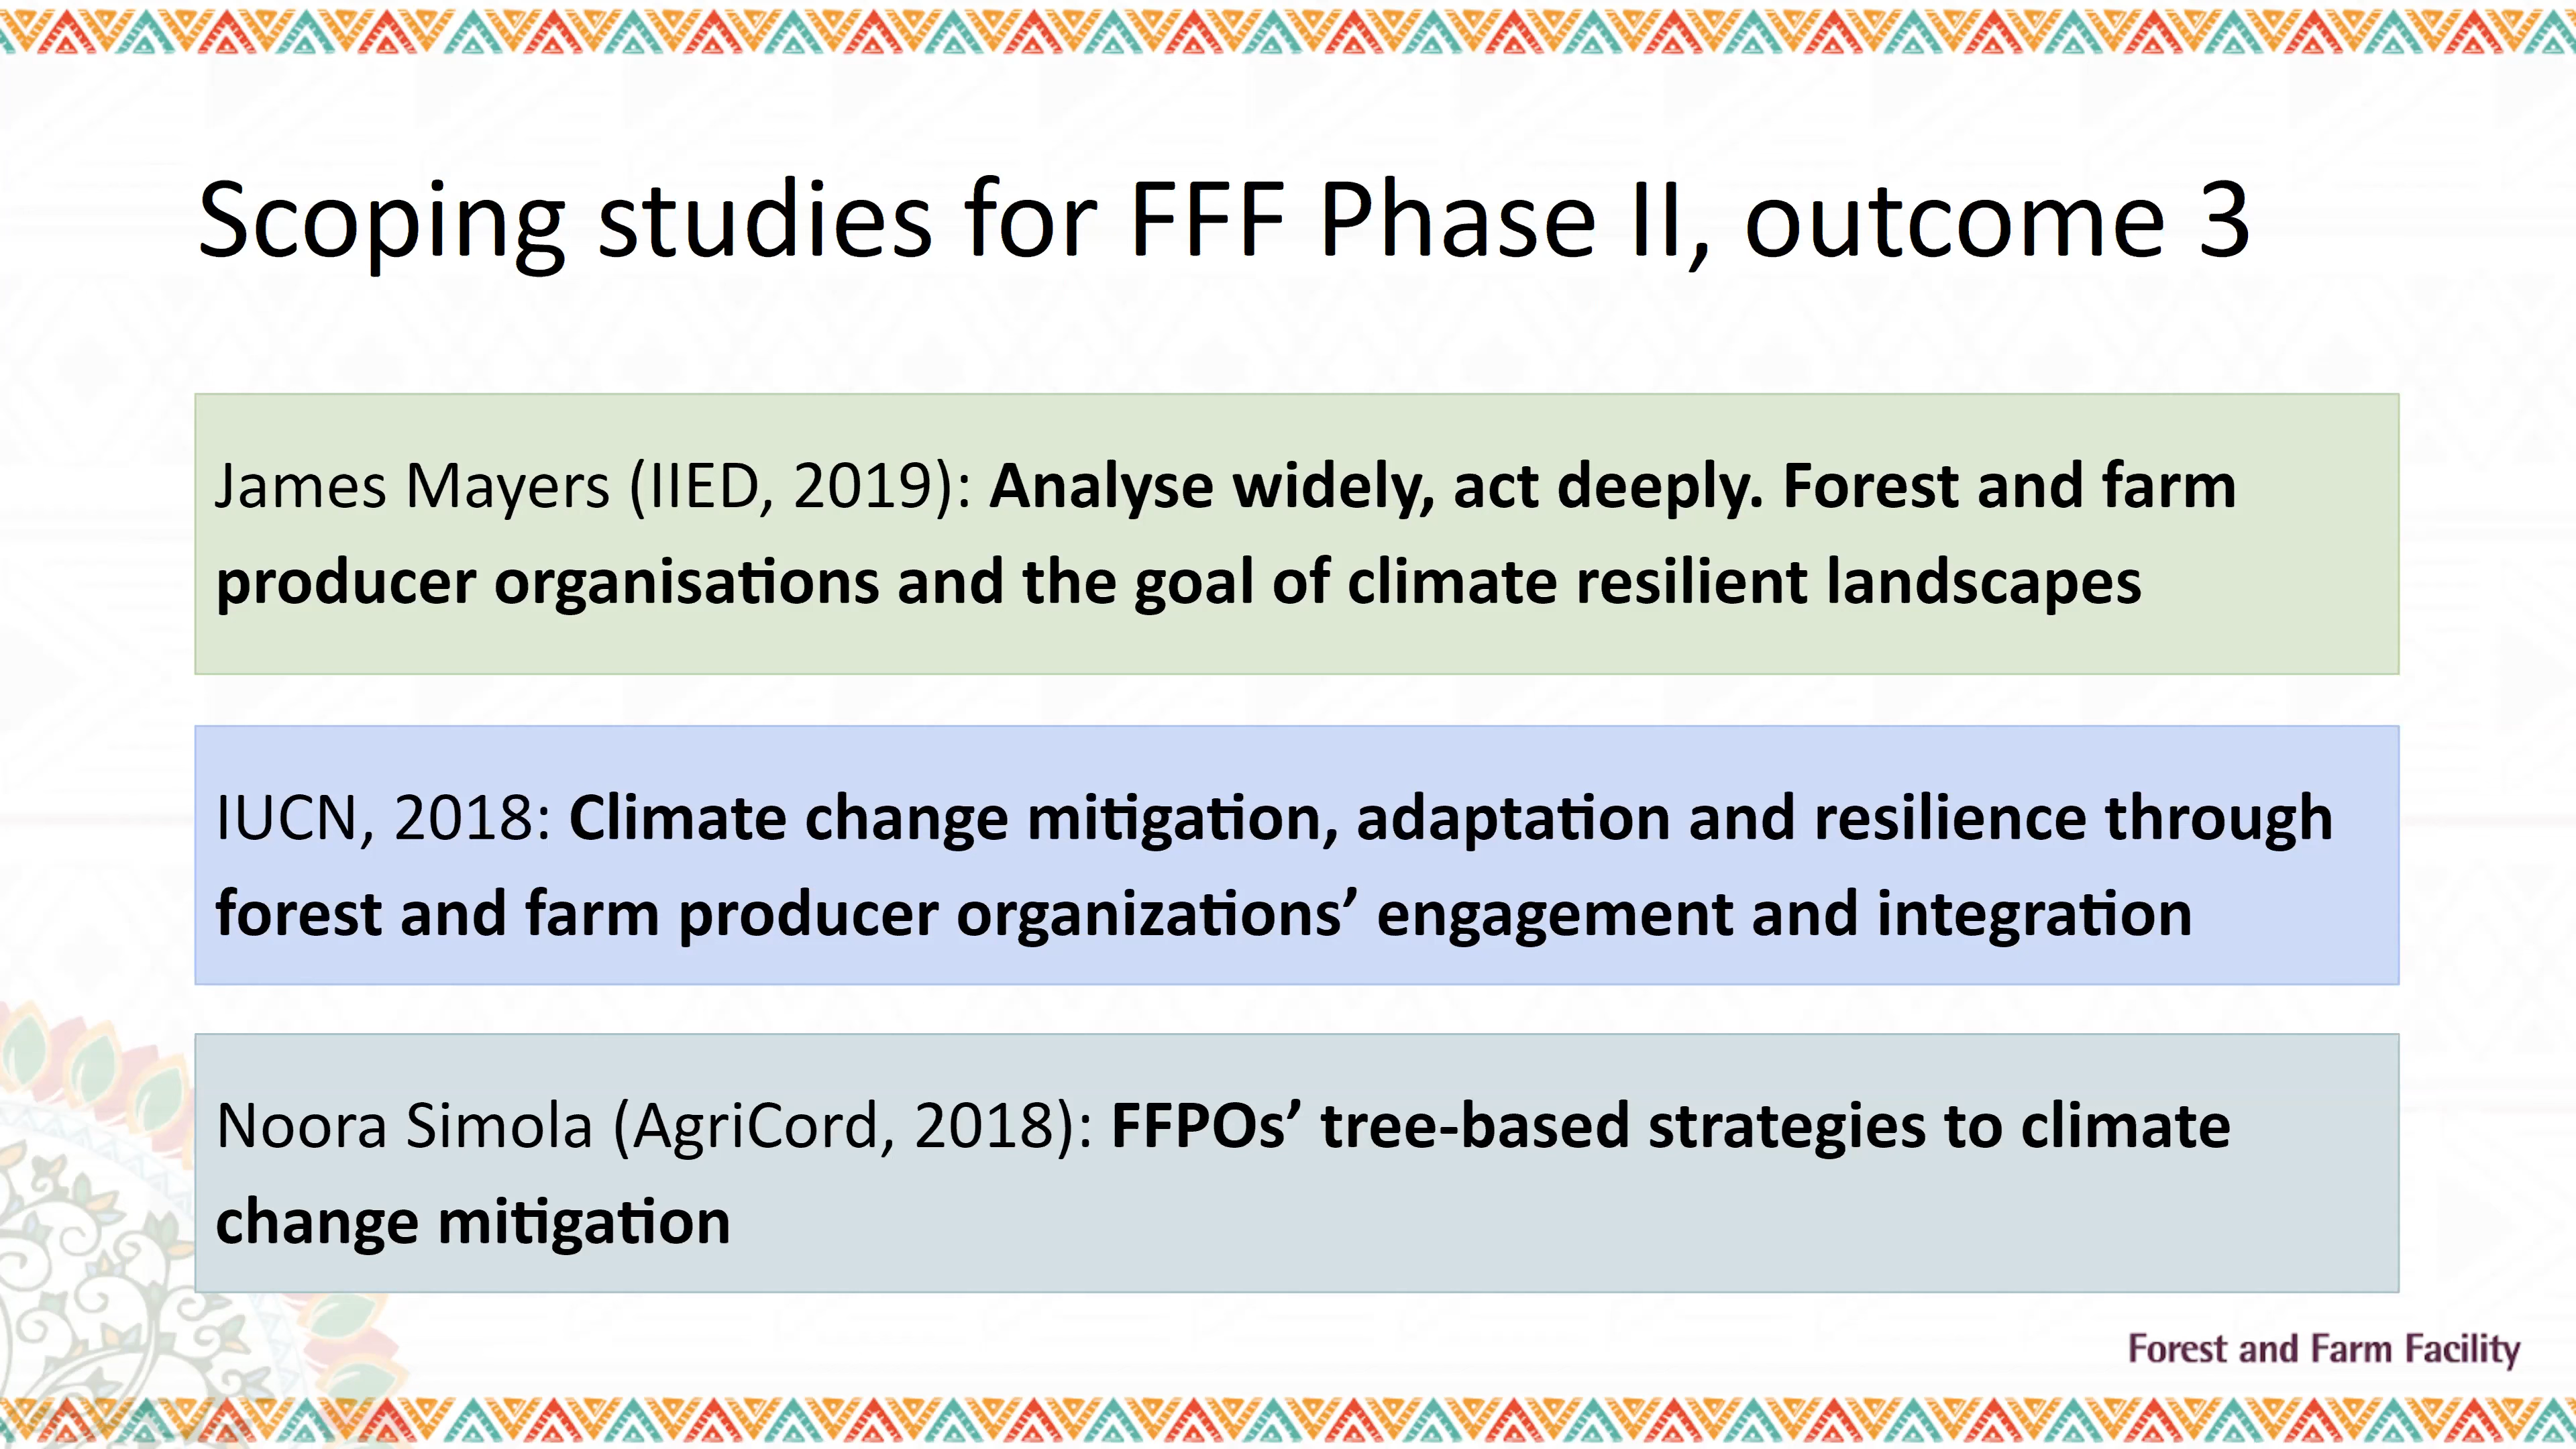 Scoping studies for FFF Phase II, outcome 3
James Mayers (IIED, 2019): Analyse widely, act deeply. Forest and farm
producer organisations and the goal of climate resilient landscapes
IUCN, 2018: Climate change mitigation, adaptation and resilience through
forest and farm producer organizations’ engagement and integration
Noora Simola (AgriCord, 2018): FFPOs’ tree-based strategies to climate
change mitigation
Forest and Farm Facility